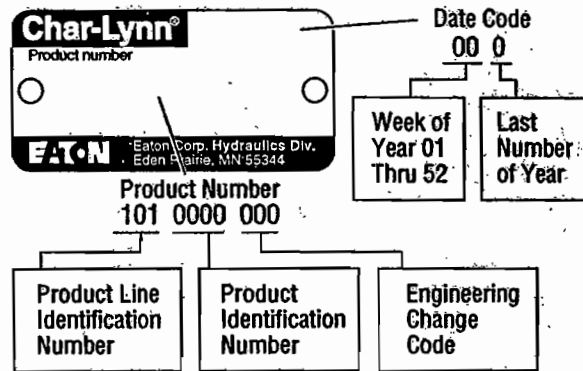 Char-Lynn®
Product number
EATON
Eaton Corp. Hydraulics Div.
Eden Prairie, MN 55344
Date Code
00 0
Week of
Year 01
Thru 52
Last
Number
of Year
Product Number
101 0000 000
Product Line
Identification
Number
Product
Identification
Number
Engineering
Change
Code